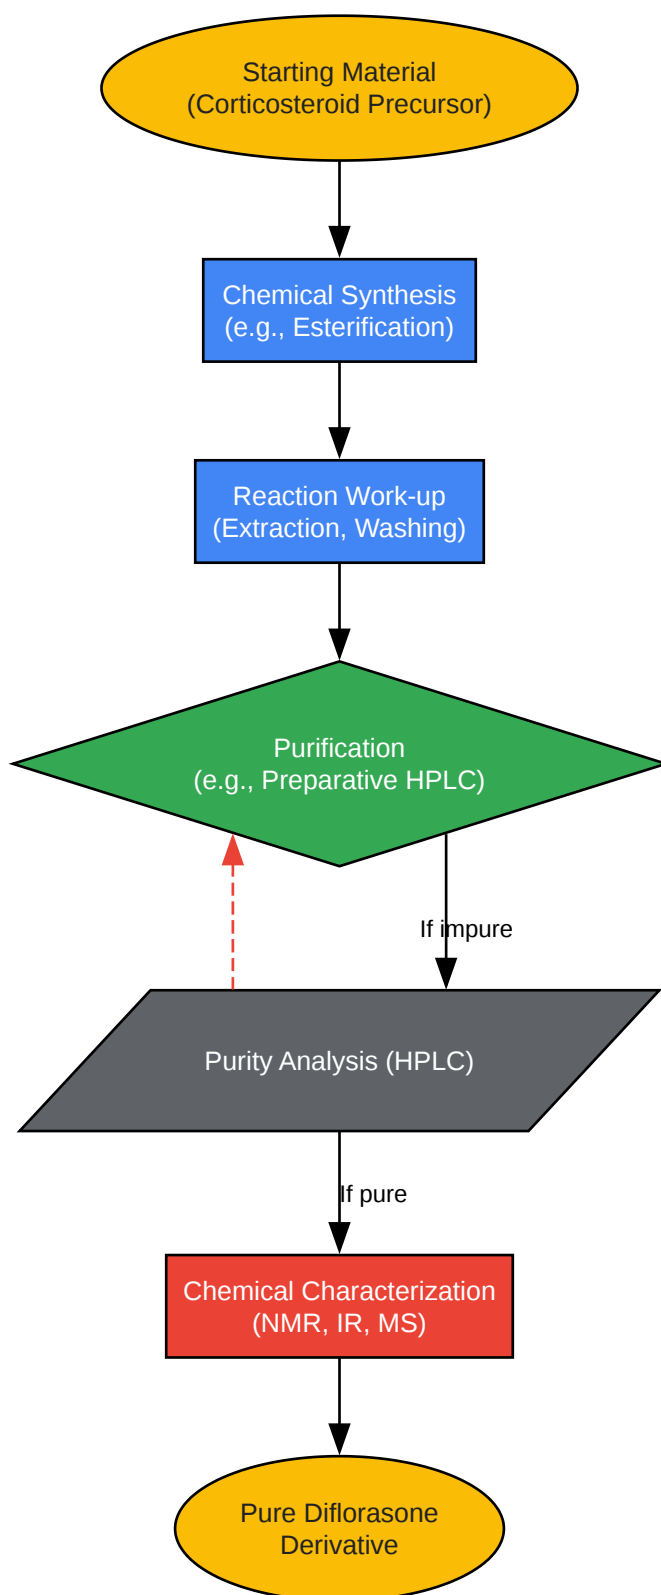 Starting Material
(Corticosteroid Precursor)
Chemical Synthesis
(e.g., Esterification)
Reaction Work-up
(Extraction, Washing)
Purification
(e.g., Preparative HPLC)
If impure
Purity Analysis (HPLC)
If pure
Chemical Characterization
(NMR, IR, MS)
Pure Diflorasone
Derivative